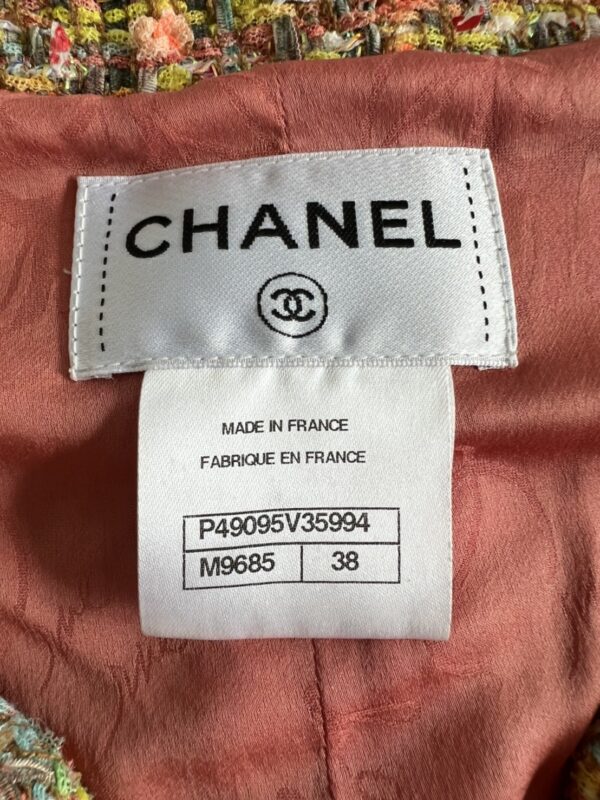 CHANEL
MADE IN FRANCE
FABRIQUE EN FRANCE
P49095V35994
M9685 38